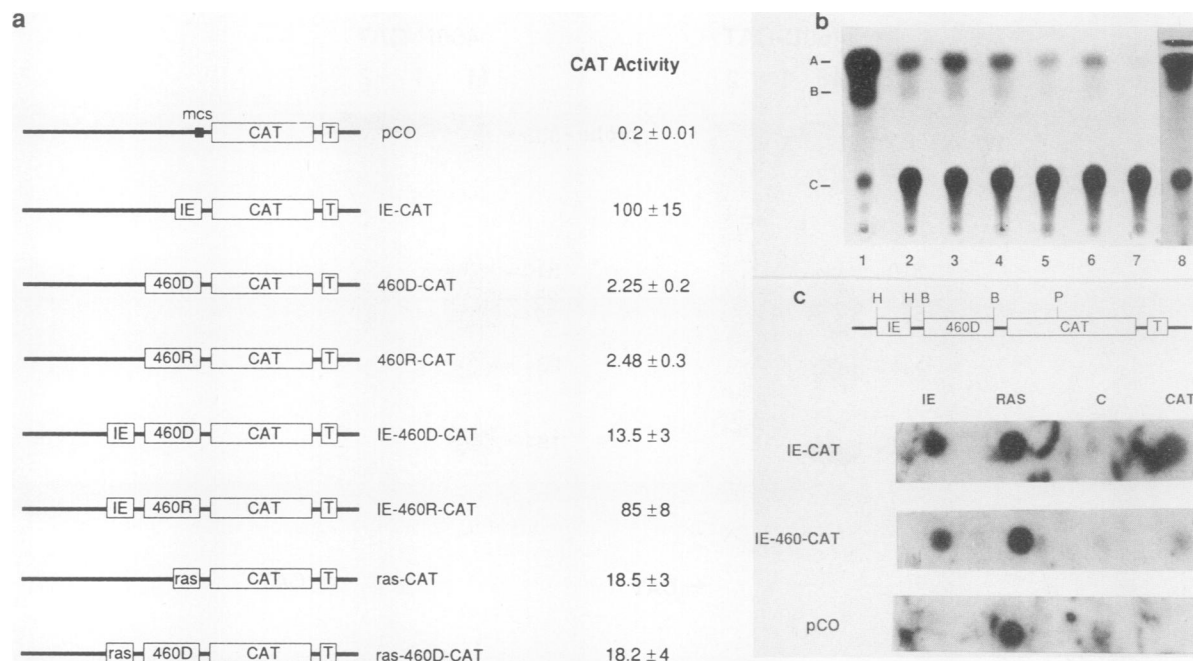 a
CAT Activity
mcs
CAT T pCO 0.2 ± 0.01
IE CAT T IE-CAT 100 ± 15
460D CAT T 460D-CAT 2.25 ± 0.2
460R CAT T 460R-CAT 2.48 ± 0.3
IE 460D CAT T IE-460D-CAT 13.5 ± 3
IE 460R CAT T IE-460R-CAT 85 ± 8
ras CAT T ras-CAT 18.5 ± 3
ras 460D CAT T ras-460D-CAT 18.2 ± 4
b
A
B
C
1 2 3 4 5 6 7 8
c
H H B B P
IE 460D CAT T
IE RAS C CAT
IE-CAT
IE-460-CAT
pCO